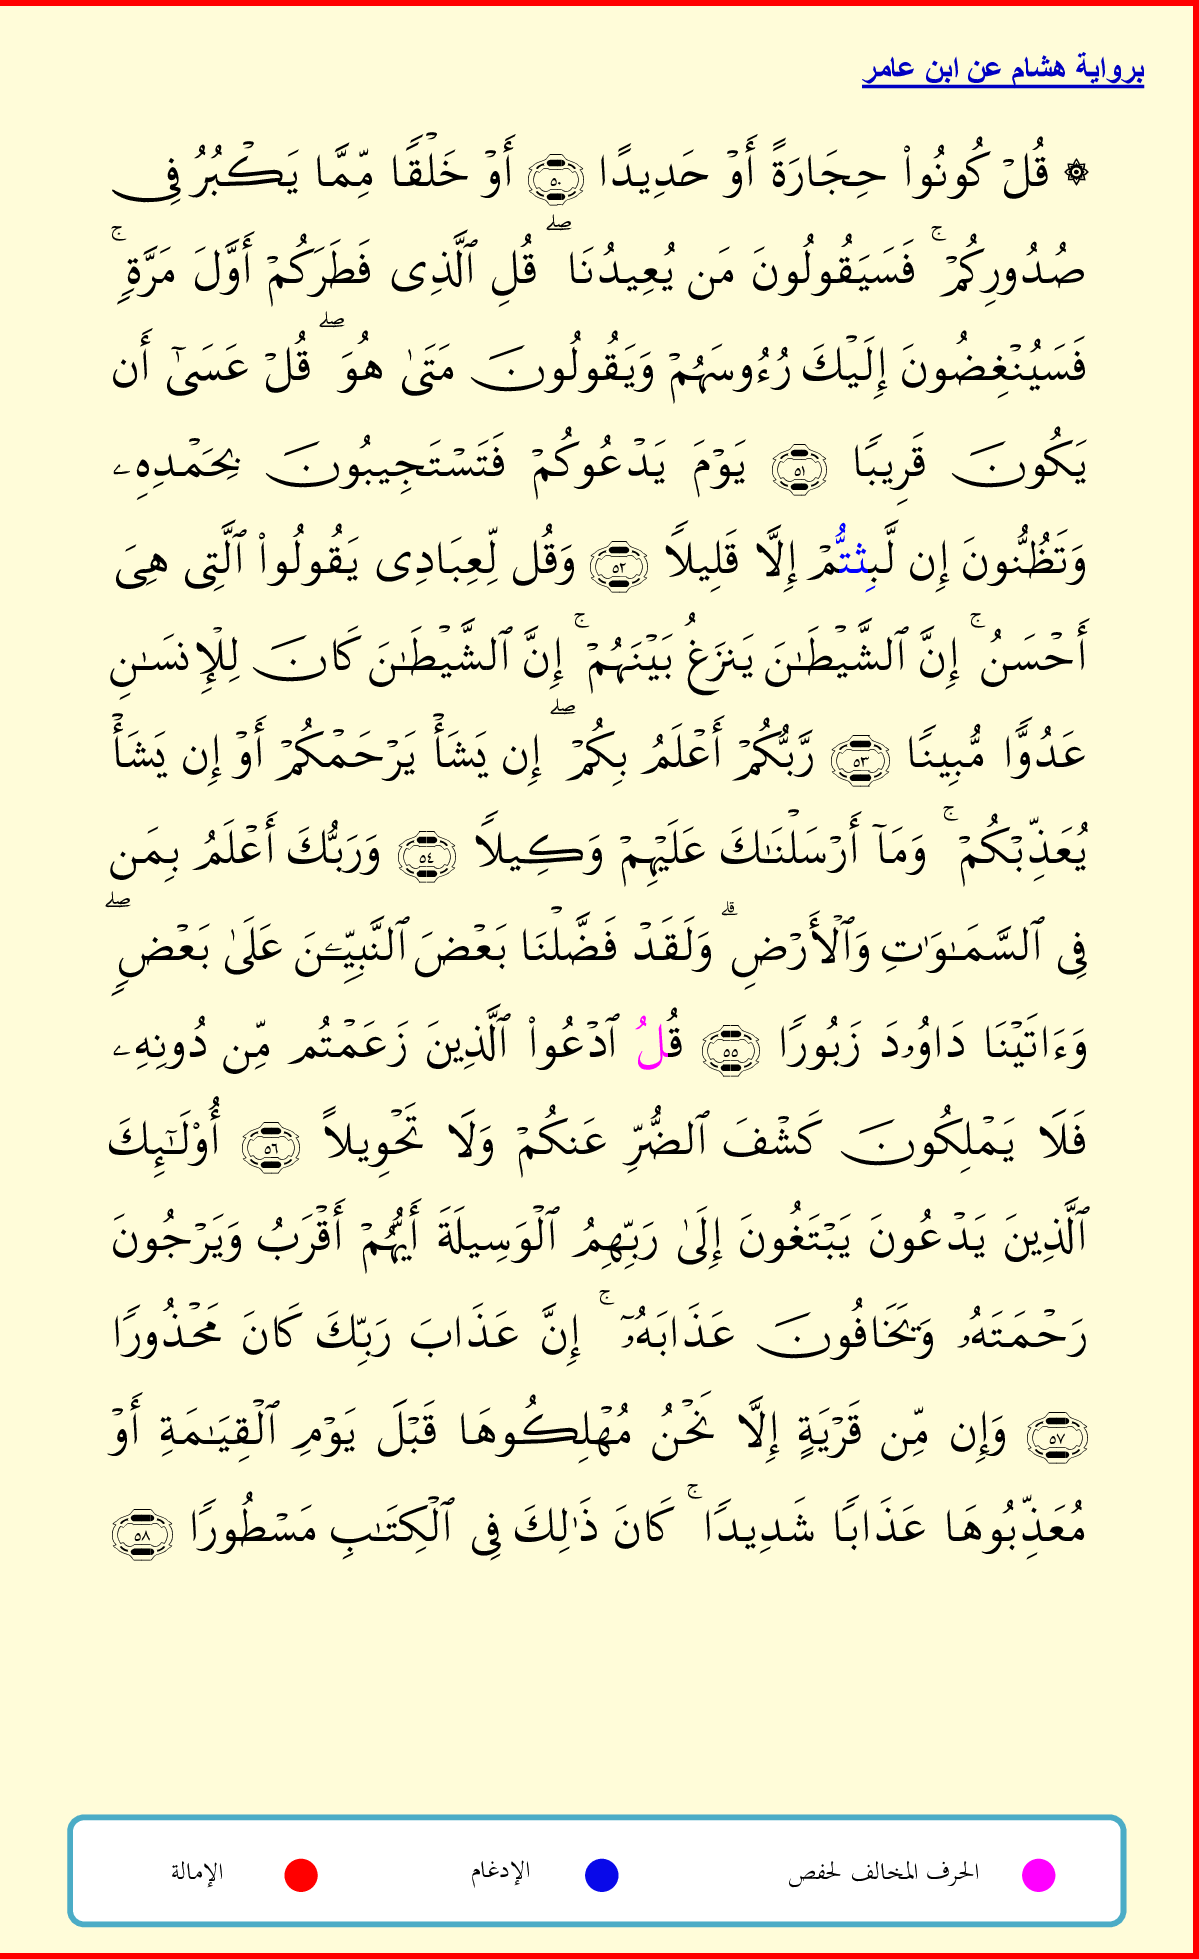 برواية هشام عن ابن عامر
۞ قُلْ كُونُوا۟ حِجَارَةً أَوْ حَدِيدًا ٥٠ أَوْ خَلْقًا مِّمَّا يَكْبُرُ فِى
صُدُورِكُمْ ۚ فَسَيَقُولُونَ مَن يُعِيدُنَا ۖ قُلِ ٱلَّذِى فَطَرَكُمْ أَوَّلَ مَرَّةٍ ۚ
فَسَيُنْغِضُونَ إِلَيْكَ رُءُوسَهُمْ وَيَقُولُونَ مَتَىٰ هُوَ ۖ قُلْ عَسَىٰٓ أَن
يَكُونَ قَرِيبًا ٥١ يَوْمَ يَدْعُوكُمْ فَتَسْتَجِيبُونَ بِحَمْدِهِۦ
وَتَظُنُّونَ إِن لَّبِثتُّمْ إِلَّا قَلِيلًا ٥٢ وَقُل لِّعِبَادِى يَقُولُوا۟ ٱلَّتِى هِىَ
أَحْسَنُ ۚ إِنَّ ٱلشَّيْطَـٰنَ يَنزَغُ بَيْنَهُمْ ۚ إِنَّ ٱلشَّيْطَـٰنَ كَانَ لِلْإِنسَـٰنِ
عَدُوًّا مُّبِينًا ٥٣ رَّبُّكُمْ أَعْلَمُ بِكُمْ ۖ إِن يَشَأْ يَرْحَمْكُمْ أَوْ إِن يَشَأْ
يُعَذِّبْكُمْ ۚ وَمَآ أَرْسَلْنَـٰكَ عَلَيْهِمْ وَكِيلًا ٥٤ وَرَبُّكَ أَعْلَمُ بِمَن
فِى ٱلسَّمَـٰوَٰتِ وَٱلْأَرْضِ ۗ وَلَقَدْ فَضَّلْنَا بَعْضَ ٱلنَّبِيِّـۧنَ عَلَىٰ بَعْضٍ ۖ
وَءَاتَيْنَا دَاوُۥدَ زَبُورًا ٥٥ قُلُ ٱدْعُوا۟ ٱلَّذِينَ زَعَمْتُم مِّن دُونِهِۦ
فَلَا يَمْلِكُونَ كَشْفَ ٱلضُّرِّ عَنكُمْ وَلَا تَحْوِيلًا ٥٦ أُو۟لَـٰٓئِكَ
ٱلَّذِينَ يَدْعُونَ يَبْتَغُونَ إِلَىٰ رَبِّهِمُ ٱلْوَسِيلَةَ أَيُّهُمْ أَقْرَبُ وَيَرْجُونَ
رَحْمَتَهُۥ وَيَخَافُونَ عَذَابَهُۥٓ ۚ إِنَّ عَذَابَ رَبِّكَ كَانَ مَحْذُورًا
٥٧ وَإِن مِّن قَرْيَةٍ إِلَّا نَحْنُ مُهْلِكُوهَا قَبْلَ يَوْمِ ٱلْقِيَـٰمَةِ أَوْ
مُعَذِّبُوهَا عَذَابًا شَدِيدًا ۚ كَانَ ذَٰلِكَ فِى ٱلْكِتَـٰبِ مَسْطُورًا ٥٨
الحرف المخالف لحفص الإدغام الإمالة